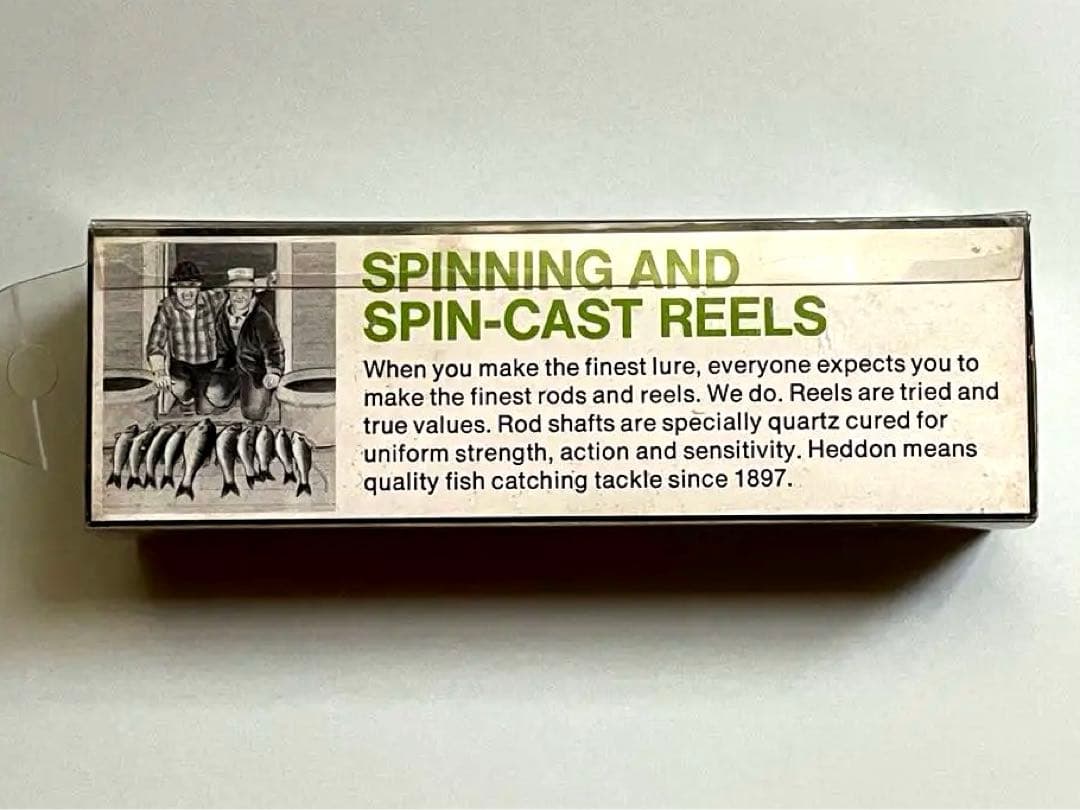 SPINNING AND
SPIN-CAST REELS
When you make the finest lure, everyone expects you to
make the finest rods and reels. We do. Reels are tried and
true values. Rod shafts are specially quartz cured for
uniform strength, action and sensitivity. Heddon means
quality fish catching tackle since 1897.